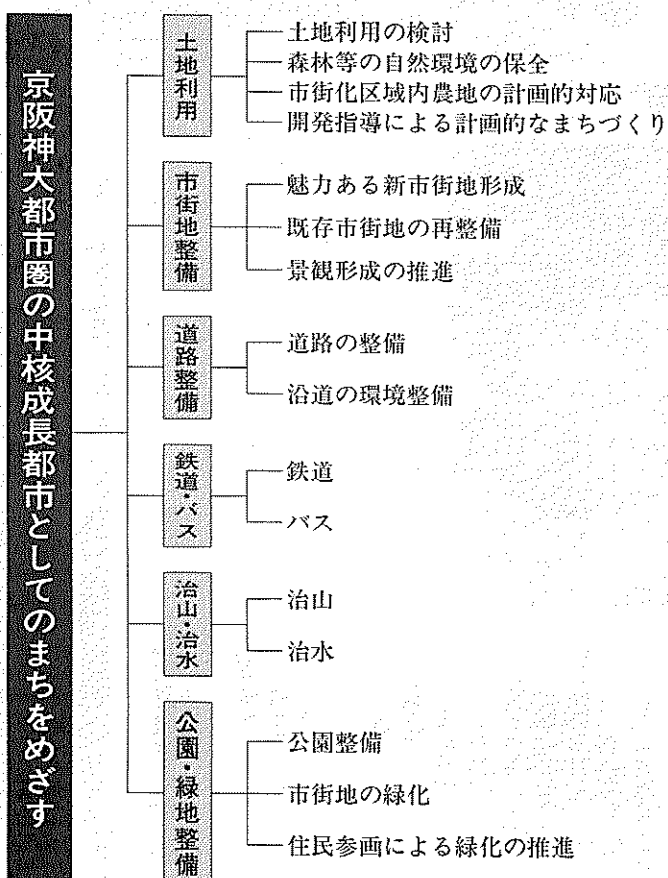 京阪神大都市圏の中核成長都市としてのまちをめざす
土地利用
土地利用の検討
森林等の自然環境の保全
市街化区域内農地の計画的対応
開発指導による計画的なまちづくり
市街地整備
魅力ある新市街地形成
既存市街地の再整備
景観形成の推進
道路整備
道路の整備
沿道の環境整備
鉄道・バス
鉄道
バス
治山・治水
治山
治水
公園・緑地整備
公園整備
市街地の緑化
住民参画による緑化の推進